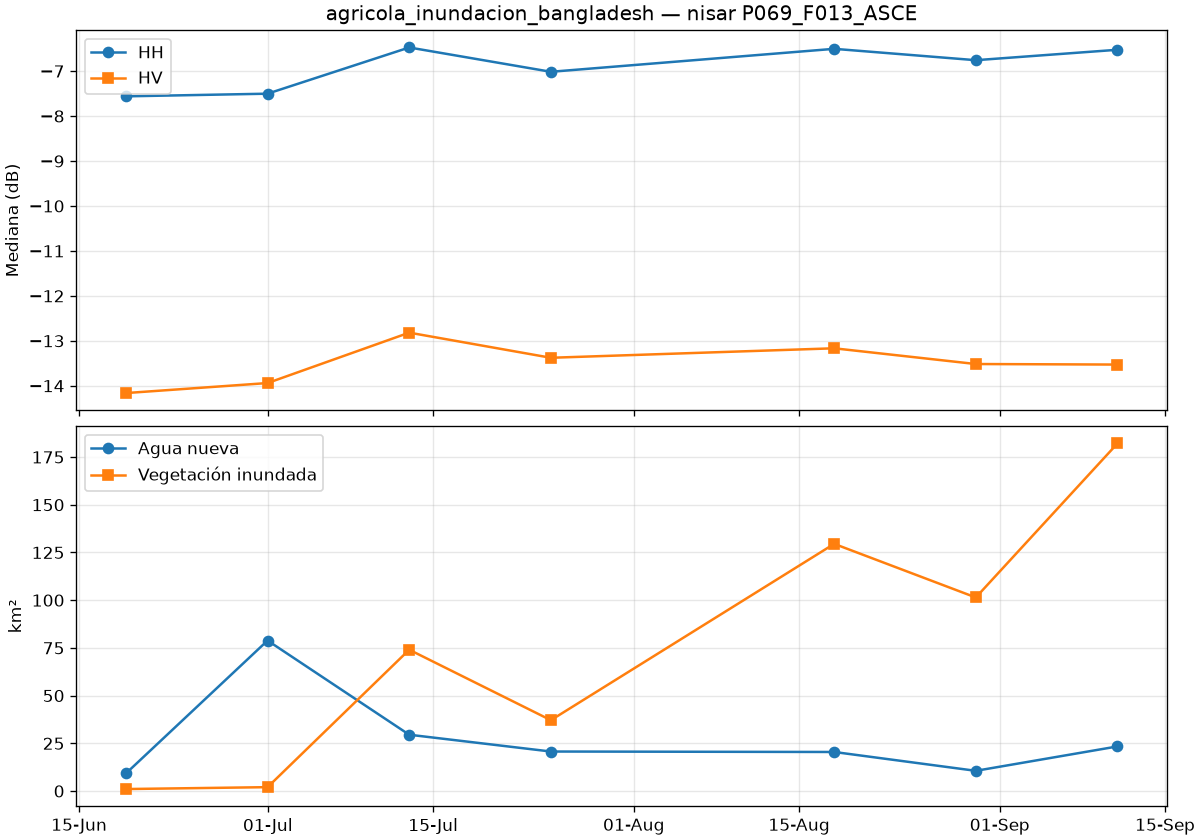 agricola_inundacion_bangladesh — nisar P069_F013_ASCE
HH
HV
Mediana (dB)
−7
−8
−9
−10
−11
−12
−13
−14
Agua nueva
Vegetación inundada
km²
175
150
125
100
75
50
25
0
15-Jun
01-Jul
15-Jul
01-Aug
15-Aug
01-Sep
15-Sep